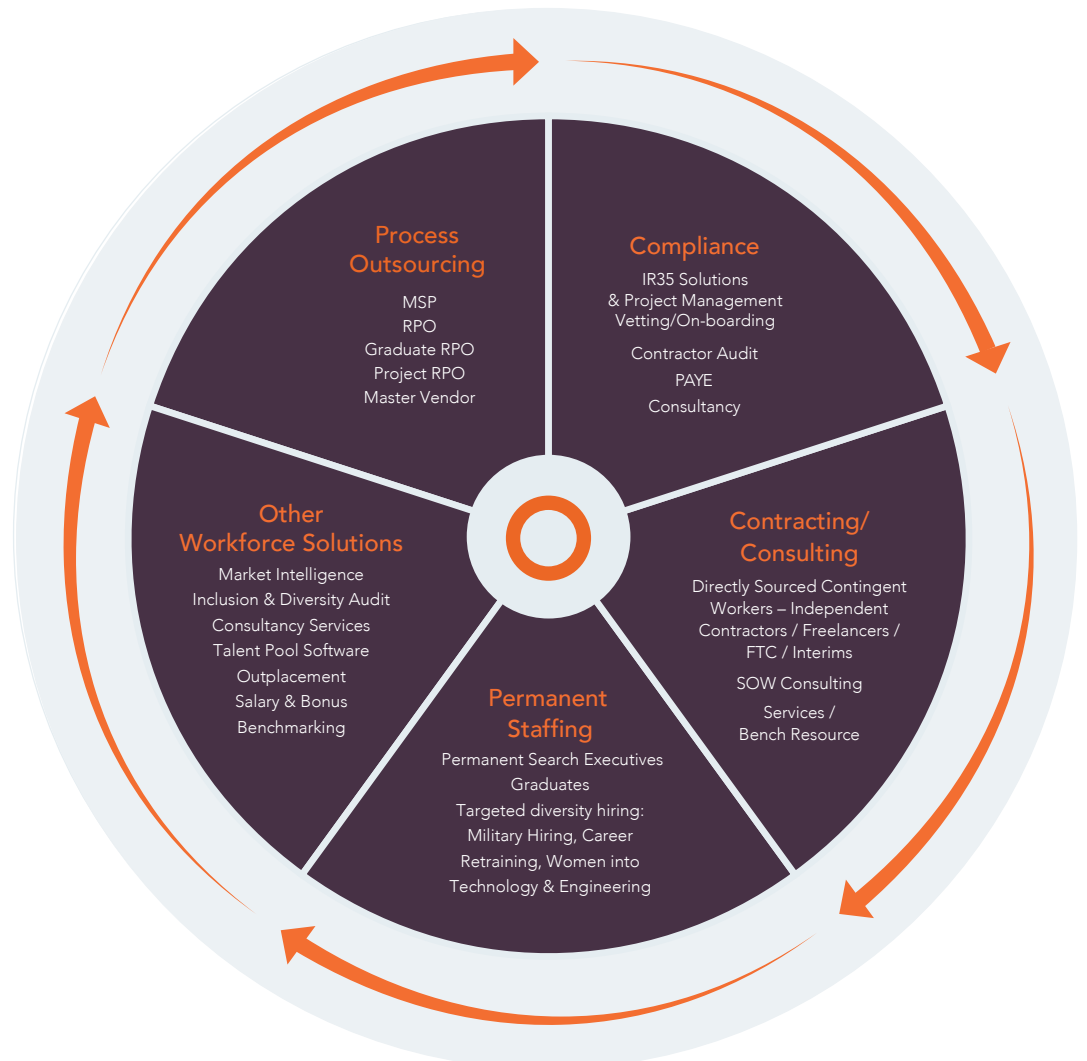 Process
Outsourcing
MSP
RPO
Graduate RPO
Project RPO
Master Vendor
Compliance
IR35 Solutions
& Project Management
Vetting/On-boarding
Contractor Audit
PAYE
Consultancy
Contracting/
Consulting
Directly Sourced Contingent
Workers – Independent
Contractors / Freelancers /
FTC / Interims
SOW Consulting
Services /
Bench Resource
Permanent
Staffing
Permanent Search Executives
Graduates
Targeted diversity hiring:
Military Hiring, Career
Retraining, Women into
Technology & Engineering
Other
Workforce Solutions
Market Intelligence
Inclusion & Diversity Audit
Consultancy Services
Talent Pool Software
Outplacement
Salary & Bonus
Benchmarking